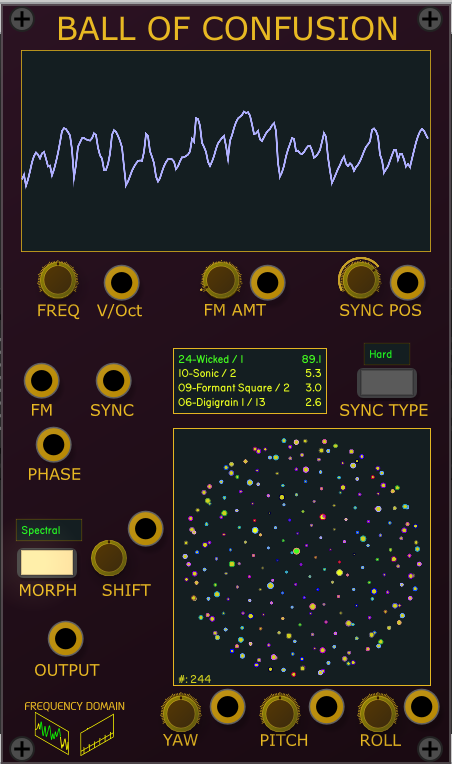 BALL OF CONFUSION
FREQ V/Oct FM AMT SYNC POS
24-Wicked / 1 89.1
10-Sonic / 2 5.3
09-Formant Square / 2 3.0
06-Digigrain 1 / 13 2.6
Hard
FM SYNC SYNC TYPE
PHASE
Spectral
MORPH SHIFT
OUTPUT
#: 244
FREQUENCY DOMAIN
YAW PITCH ROLL